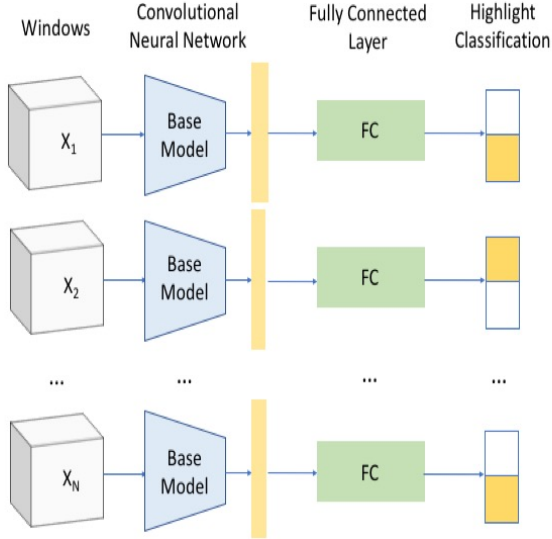 Windows
Convolutional
Neural Network
Fully Connected
Layer
Highlight
Classification
X1
Base
Model
FC
X2
Base
Model
FC
... ... ... ...
XN
Base
Model
FC